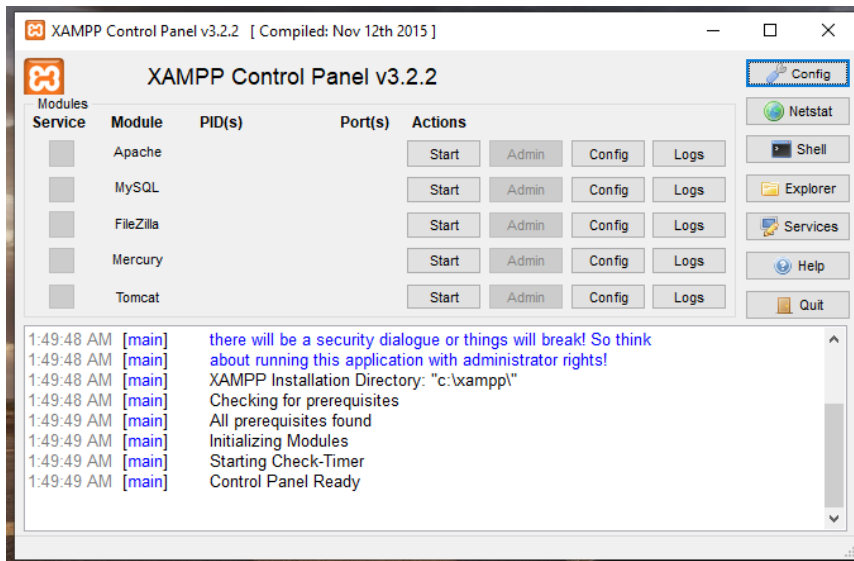 XAMPP Control Panel v3.2.2 [ Compiled: Nov 12th 2015 ]
XAMPP Control Panel v3.2.2
Config
Modules
Service Module PID(s) Port(s) Actions
Netstat
Apache Start Admin Config Logs
Shell
MySQL Start Admin Config Logs
Explorer
FileZilla Start Admin Config Logs
Services
Mercury Start Admin Config Logs
Help
Tomcat Start Admin Config Logs
Quit
1:49:48 AM [main] there will be a security dialogue or things will break! So think
1:49:48 AM [main] about running this application with administrator rights!
1:49:48 AM [main] XAMPP Installation Directory: "c:\xampp\"
1:49:48 AM [main] Checking for prerequisites
1:49:49 AM [main] All prerequisites found
1:49:49 AM [main] Initializing Modules
1:49:49 AM [main] Starting Check-Timer
1:49:49 AM [main] Control Panel Ready